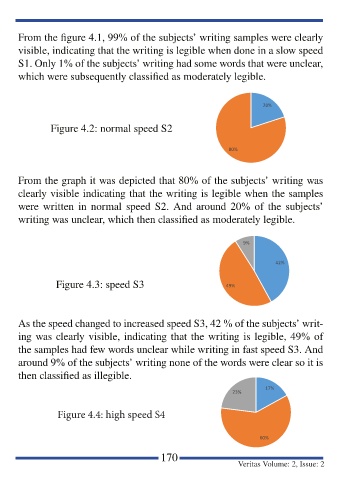 From the figure 4.1, 99% of the subjects' writing samples were clearly
visible, indicating that the writing is legible when done in a slow speed
S1. Only 1% of the subjects' writing had some words that were unclear,
which were subsequently classified as moderately legible.
20%
Figure 4.2: normal speed S2
80%
From the graph it was depicted that 80% of the subjects' writing was
clearly visible indicating that the writing is legible when the samples
were written in normal speed S2. And around 20% of the subjects'
writing was unclear, which then classified as moderately legible.
9%
42%
Figure 4.3: speed S3
49%
As the speed changed to increased speed S3, 42 % of the subjects' writ-
ing was clearly visible, indicating that the writing is legible, 49% of
the samples had few words unclear while writing in fast speed S3. And
around 9% of the subjects' writing none of the words were clear so it is
then classified as illegible.
23%
17%
Figure 4.4: high speed S4
60%
170
Veritas Volume: 2, Issue: 2